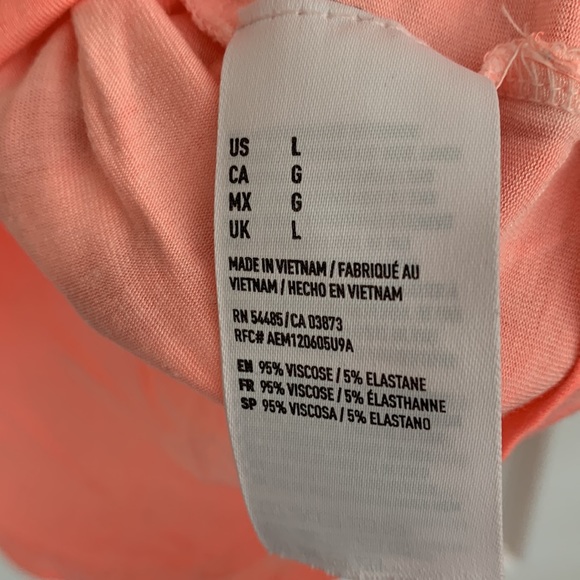 US L
CA G
MX G
UK L
MADE IN VIETNAM / FABRIQUÉ AU
VIETNAM / HECHO EN VIETNAM
RN 54485/CA 03873
RFC# AEM120605U9A
EN 95% VISCOSE / 5% ELASTANE
FR 95% VISCOSE / 5% ÉLASTHANNE
SP 95% VISCOSA / 5% ELASTANO